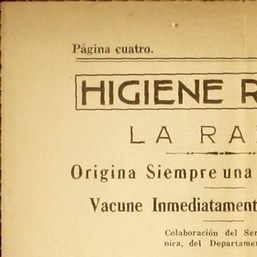 Página cuatro.
HIGIENE R
LA RA
Origina Siempre una
Vacune Inmediatament
Colaboración del Ser
nica, del Departame